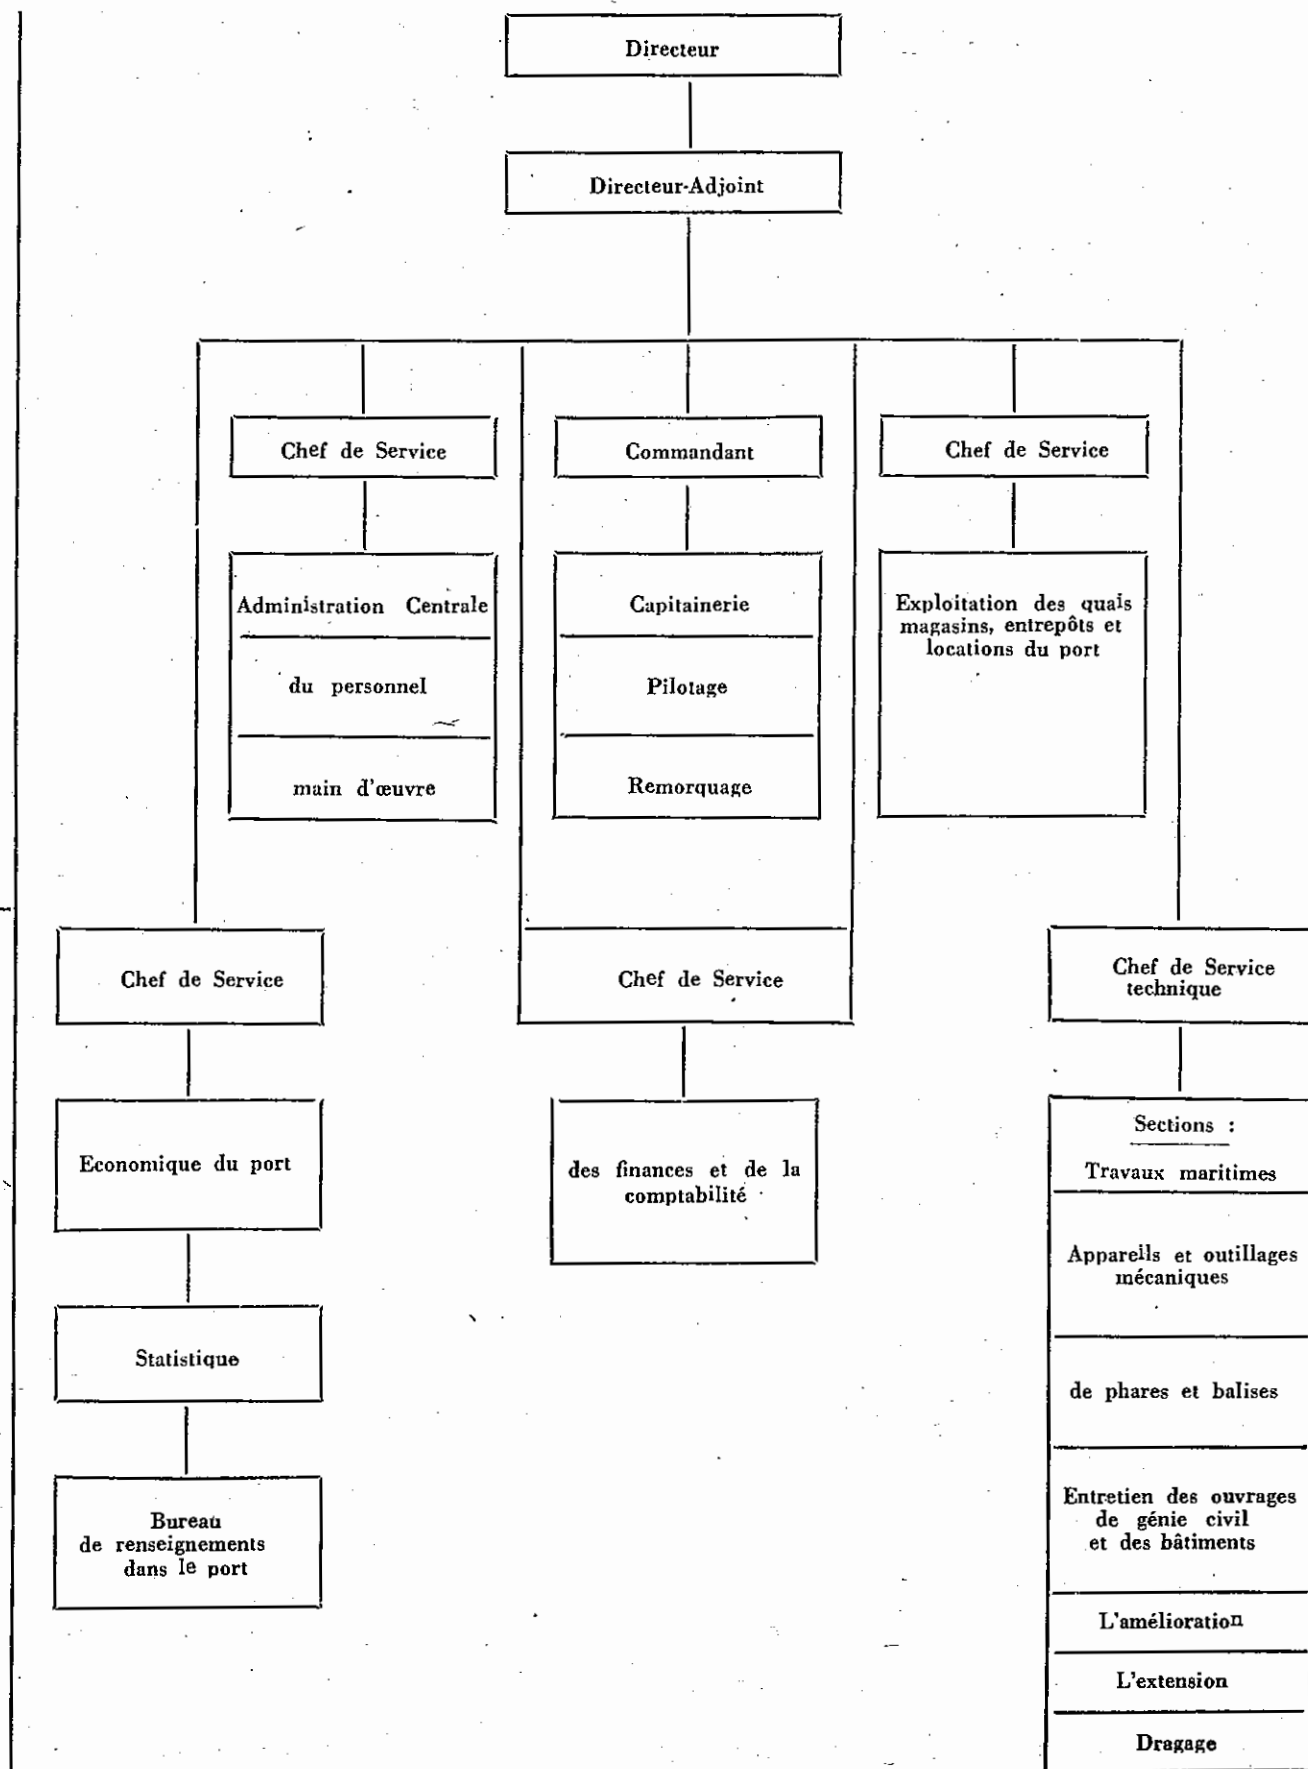 Directeur
Directeur-Adjoint
Chef de Service
Commandant
Chef de Service
Administration Centrale
du personnel
main d'œuvre
Capitainerie
Pilotage
Remorquage
Exploitation des quais
magasins, entrepôts et
locations du port
Chef de Service
Chef de Service
Chef de Service
technique
Economique du port
Statistique
Bureau
de renseignements
dans le port
des finances et de la
comptabilité
Sections :
Travaux maritimes
Appareils et outillages
mécaniques
de phares et balises
Entretien des ouvrages
de génie civil
et des bâtiments
L'amélioration
L'extension
Dragage